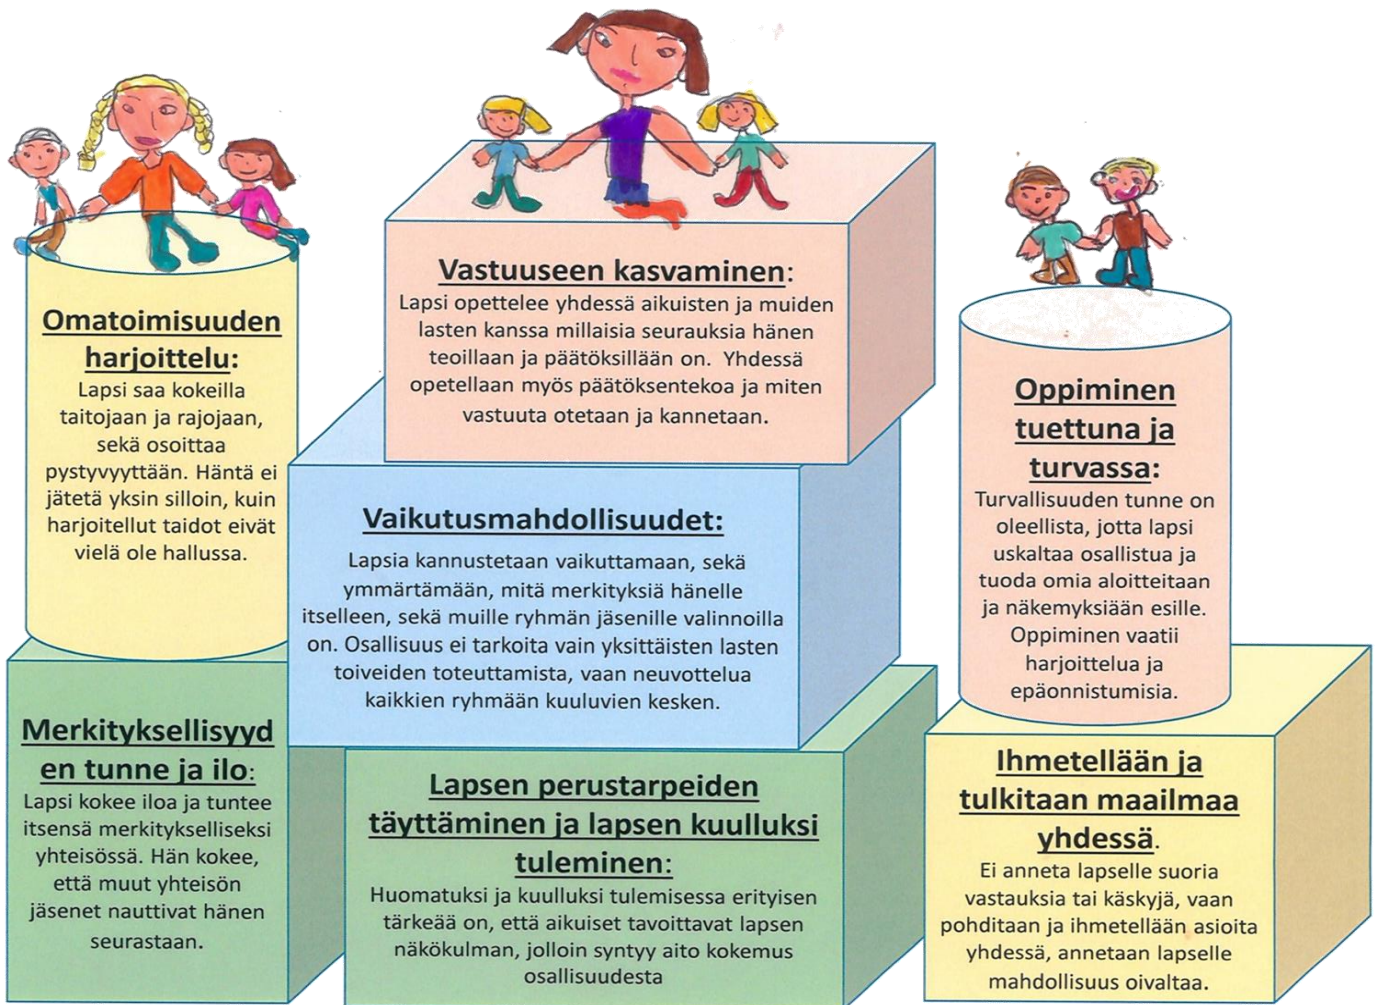 Omatoimisuuden
harjoittelu:
Lapsi saa kokeilla
taitojaan ja rajojaan,
sekä osoittaa
pystyvyyttään. Häntä ei
jätetä yksin silloin, kuin
harjoitellut taidot eivät
vielä ole hallussa.
Vastuuseen kasvaminen:
Lapsi opettelee yhdessä aikuisten ja muiden
lasten kanssa millaisia seurauksia hänen
teoillaan ja päätöksillään on. Yhdessä
opetellaan myös päätöksentekoa ja miten
vastuuta otetaan ja kannetaan.
Oppiminen
tuettuna ja
turvassa:
Turvallisuuden tunne on
oleellista, jotta lapsi
uskaltaa osallistua ja
tuoda omia aloitteitaan
ja näkemyksiään esille.
Oppiminen vaatii
harjoittelua ja
epäonnistumisia.
Vaikutusmahdollisuudet:
Lapsia kannustetaan vaikuttamaan, sekä
ymmärtämään, mitä merkityksiä hänelle
itselleen, sekä muille ryhmän jäsenille valinnoilla
on. Osallisuus ei tarkoita vain yksittäisten lasten
toiveiden toteuttamista, vaan neuvottelua
kaikkien ryhmään kuuluvien kesken.
Merkityksellisyyd
en tunne ja ilo:
Lapsi kokee iloa ja tuntee
itsensä merkitykselliseksi
yhteisössä. Hän kokee,
että muut yhteisön
jäsenet nauttivat hänen
seurastaan.
Lapsen perustarpeiden
täyttäminen ja lapsen kuulluksi
tuleminen:
Huomatuksi ja kuulluksi tulemisessa erityisen
tärkeää on, että aikuiset tavoittavat lapsen
näkökulman, jolloin syntyy aito kokemus
osallisuudesta
Ihmetellään ja
tulkitaan maailmaa
yhdessä.
Ei anneta lapselle suoria
vastauksia tai käskyjä, vaan
pohditaan ja ihmetellään asioita
yhdessä, annetaan lapselle
mahdollisuus oivaltaa.